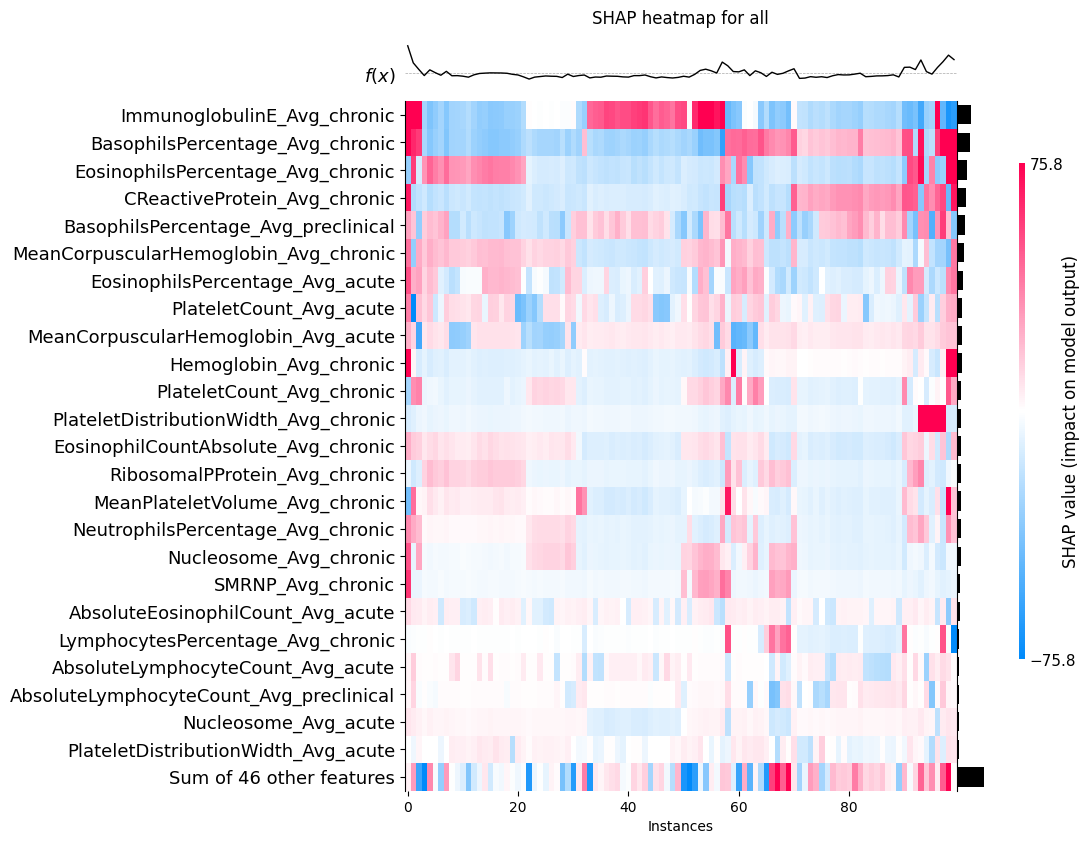 SHAP heatmap for all
f(x)
ImmunoglobulinE_Avg_chronic
BasophilsPercentage_Avg_chronic
EosinophilsPercentage_Avg_chronic
CReactiveProtein_Avg_chronic
BasophilsPercentage_Avg_preclinical
MeanCorpuscularHemoglobin_Avg_chronic
EosinophilsPercentage_Avg_acute
PlateletCount_Avg_acute
MeanCorpuscularHemoglobin_Avg_acute
Hemoglobin_Avg_chronic
PlateletCount_Avg_chronic
PlateletDistributionWidth_Avg_chronic
EosinophilCountAbsolute_Avg_chronic
RibosomalPProtein_Avg_chronic
MeanPlateletVolume_Avg_chronic
NeutrophilsPercentage_Avg_chronic
Nucleosome_Avg_chronic
SMRNP_Avg_chronic
AbsoluteEosinophilCount_Avg_acute
LymphocytesPercentage_Avg_chronic
AbsoluteLymphocyteCount_Avg_acute
AbsoluteLymphocyteCount_Avg_preclinical
Nucleosome_Avg_acute
PlateletDistributionWidth_Avg_acute
Sum of 46 other features
0 20 40 60 80
Instances
75.8
−75.8
SHAP value (impact on model output)